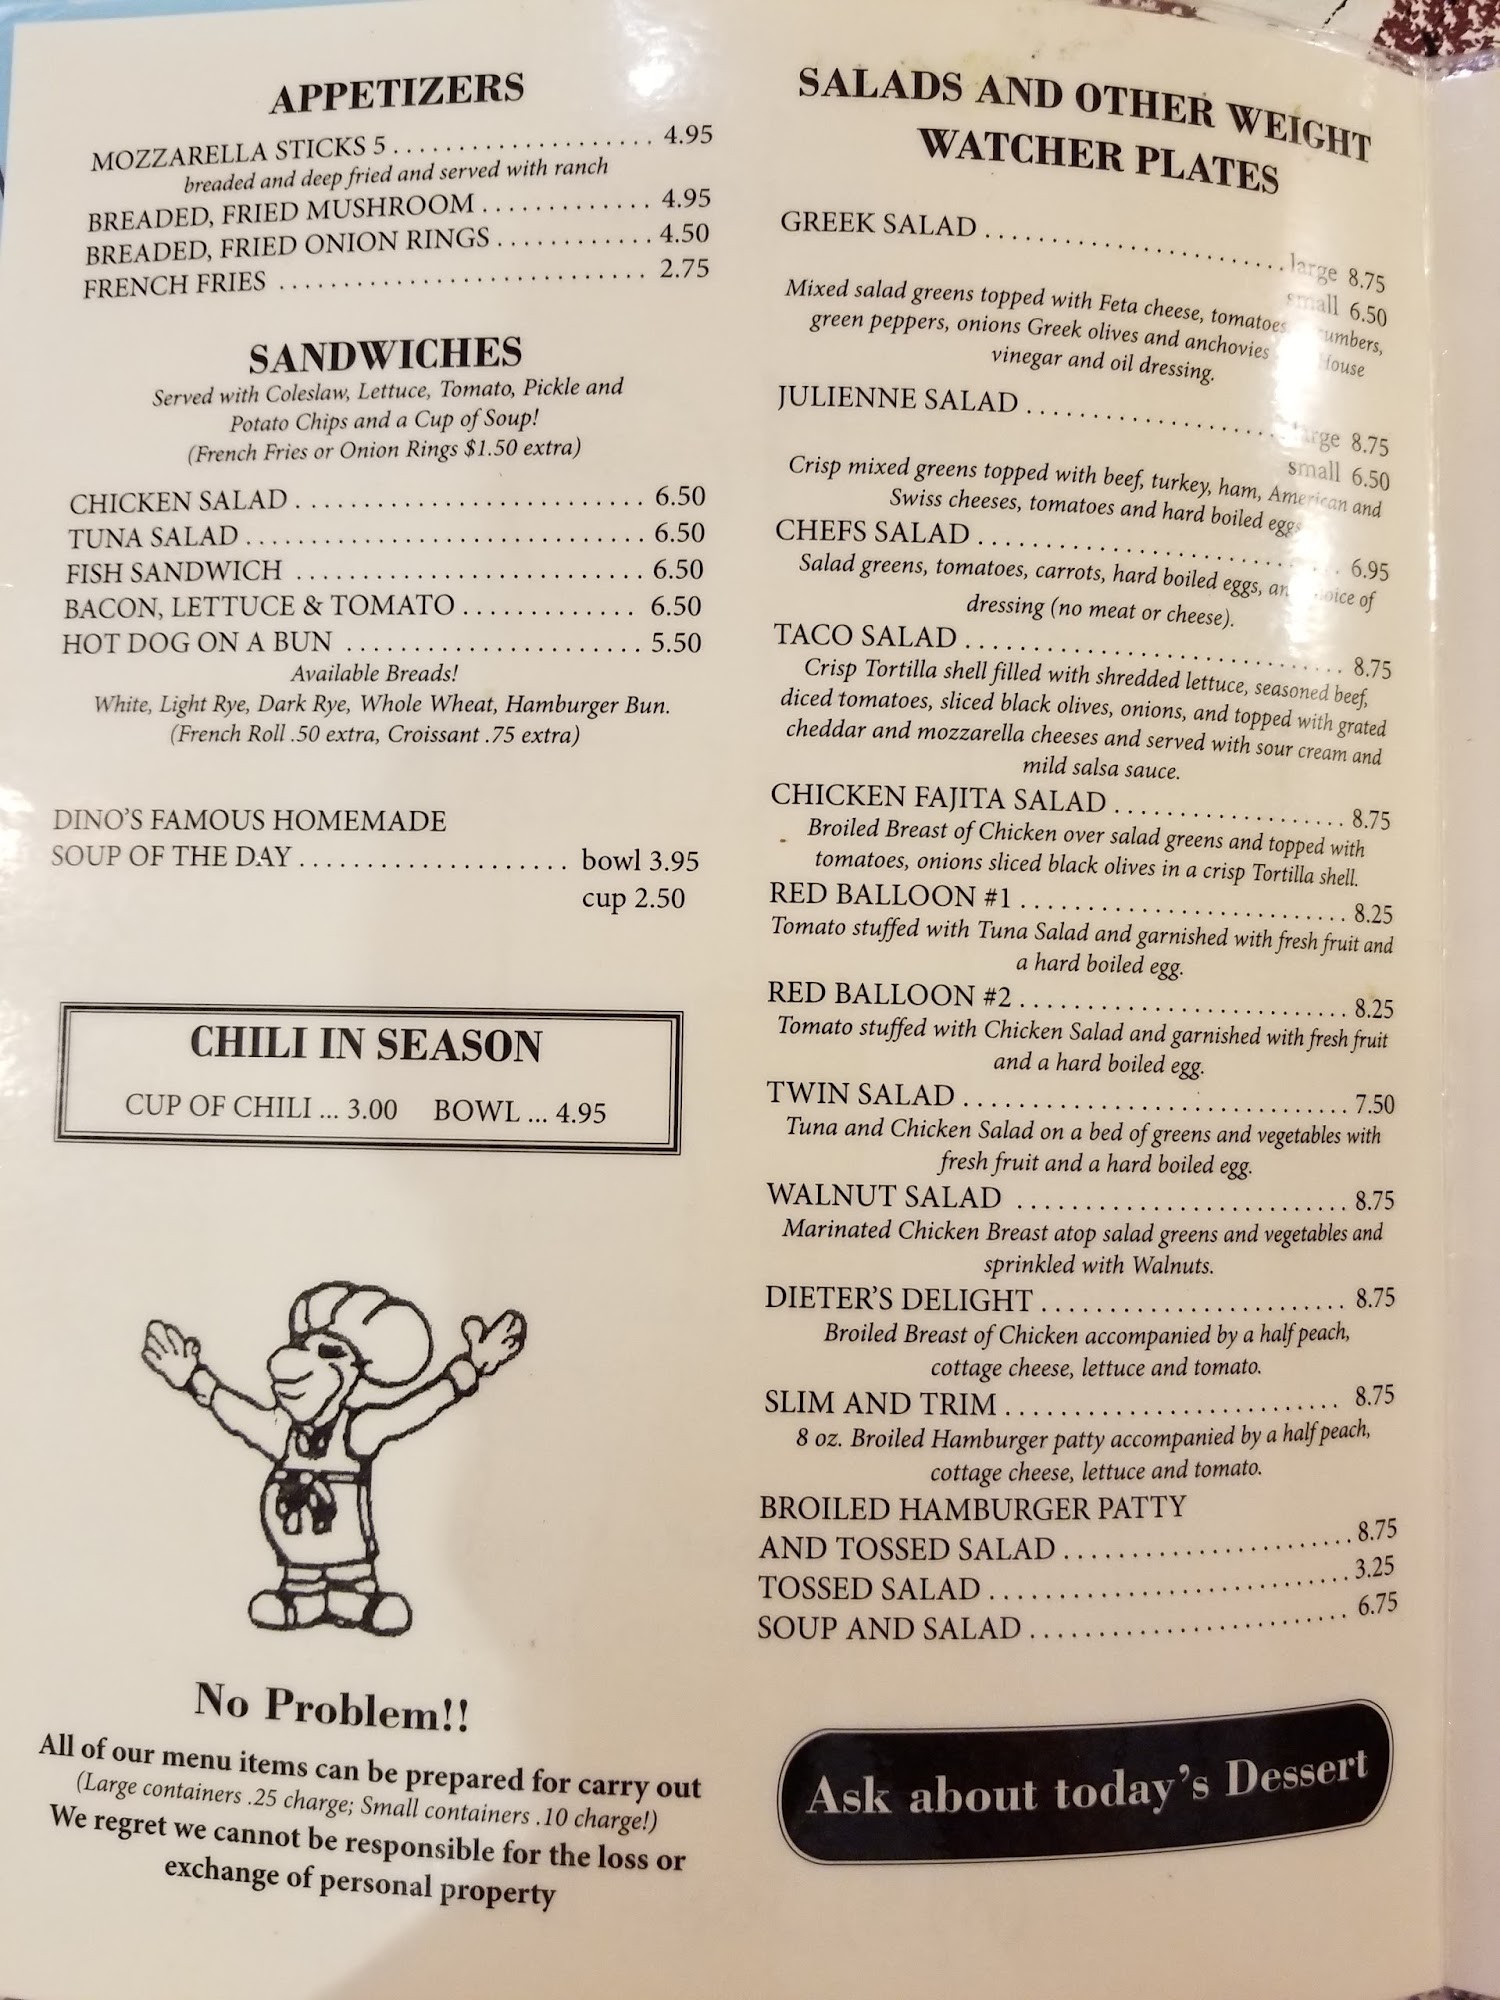 APPETIZERS
MOZZARELLA STICKS 5 .................... 4.95
breaded and deep fried and served with ranch
BREADED, FRIED MUSHROOM ............. 4.95
BREADED, FRIED ONION RINGS ............ 4.50
FRENCH FRIES ............................ 2.75
SANDWICHES
Served with Coleslaw, Lettuce, Tomato, Pickle and
Potato Chips and a Cup of Soup!
(French Fries or Onion Rings $1.50 extra)
CHICKEN SALAD ........................... 6.50
TUNA SALAD ............................... 6.50
FISH SANDWICH ........................... 6.50
BACON, LETTUCE & TOMATO ............. 6.50
HOT DOG ON A BUN ....................... 5.50
Available Breads!
White, Light Rye, Dark Rye, Whole Wheat, Hamburger Bun.
(French Roll .50 extra, Croissant .75 extra)
DINO'S FAMOUS HOMEMADE
SOUP OF THE DAY ..................... bowl 3.95
cup 2.50
CHILI IN SEASON
CUP OF CHILI ... 3.00 BOWL ... 4.95
No Problem!!
All of our menu items can be prepared for carry out
(Large containers .25 charge; Small containers .10 charge!)
We regret we cannot be responsible for the loss or
exchange of personal property
SALADS AND OTHER WEIGHT
WATCHER PLATES
GREEK SALAD ....................... large 8.75
small 6.50
Mixed salad greens topped with Feta cheese, tomatoes,
green peppers, onions Greek olives and anchovies House
vinegar and oil dressing.
JULIENNE SALAD .................... large 8.75
small 6.50
Crisp mixed greens topped with beef, turkey, ham, American and
Swiss cheeses, tomatoes and hard boiled eggs
CHEFS SALAD ............................ 6.95
Salad greens, tomatoes, carrots, hard boiled eggs, and choice of
dressing (no meat or cheese).
TACO SALAD ............................. 8.75
Crisp Tortilla shell filled with shredded lettuce, seasoned beef,
diced tomatoes, sliced black olives, onions, and topped with grated
cheddar and mozzarella cheeses and served with sour cream and
mild salsa sauce.
CHICKEN FAJITA SALAD .................. 8.75
Broiled Breast of Chicken over salad greens and topped with
tomatoes, onions sliced black olives in a crisp Tortilla shell.
RED BALLOON #1 ......................... 8.25
Tomato stuffed with Tuna Salad and garnished with fresh fruit and
a hard boiled egg.
RED BALLOON #2 ......................... 8.25
Tomato stuffed with Chicken Salad and garnished with fresh fruit
and a hard boiled egg.
TWIN SALAD ............................. 7.50
Tuna and Chicken Salad on a bed of greens and vegetables with
fresh fruit and a hard boiled egg.
WALNUT SALAD ......................... 8.75
Marinated Chicken Breast atop salad greens and vegetables and
sprinkled with Walnuts.
DIETER'S DELIGHT ....................... 8.75
Broiled Breast of Chicken accompanied by a half peach,
cottage cheese, lettuce and tomato.
SLIM AND TRIM ......................... 8.75
8 oz. Broiled Hamburger patty accompanied by a half peach,
cottage cheese, lettuce and tomato.
BROILED HAMBURGER PATTY
AND TOSSED SALAD ...................... 8.75
TOSSED SALAD ........................... 3.25
SOUP AND SALAD ........................ 6.75
Ask about today's Dessert